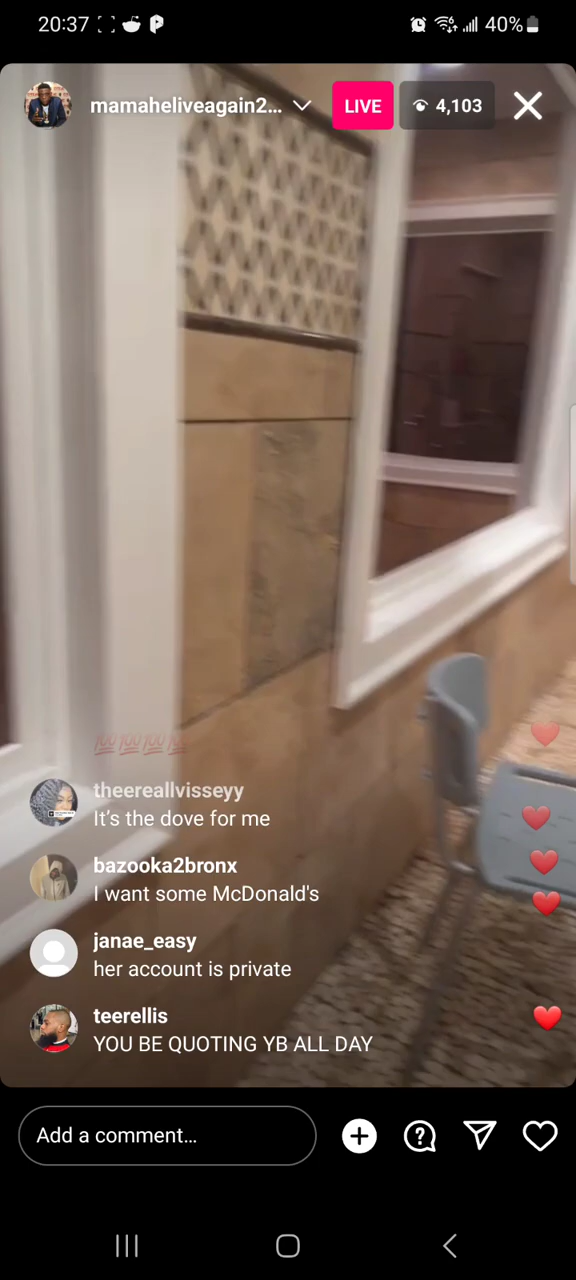 20:37
40%
mamaheliveagain2...
LIVE
4,103
💯💯💯💯
theereallvisseyy
It's the dove for me
bazooka2bronx
I want some McDonald's
janae_easy
her account is private
teerellis
YOU BE QUOTING YB ALL DAY
Add a comment...